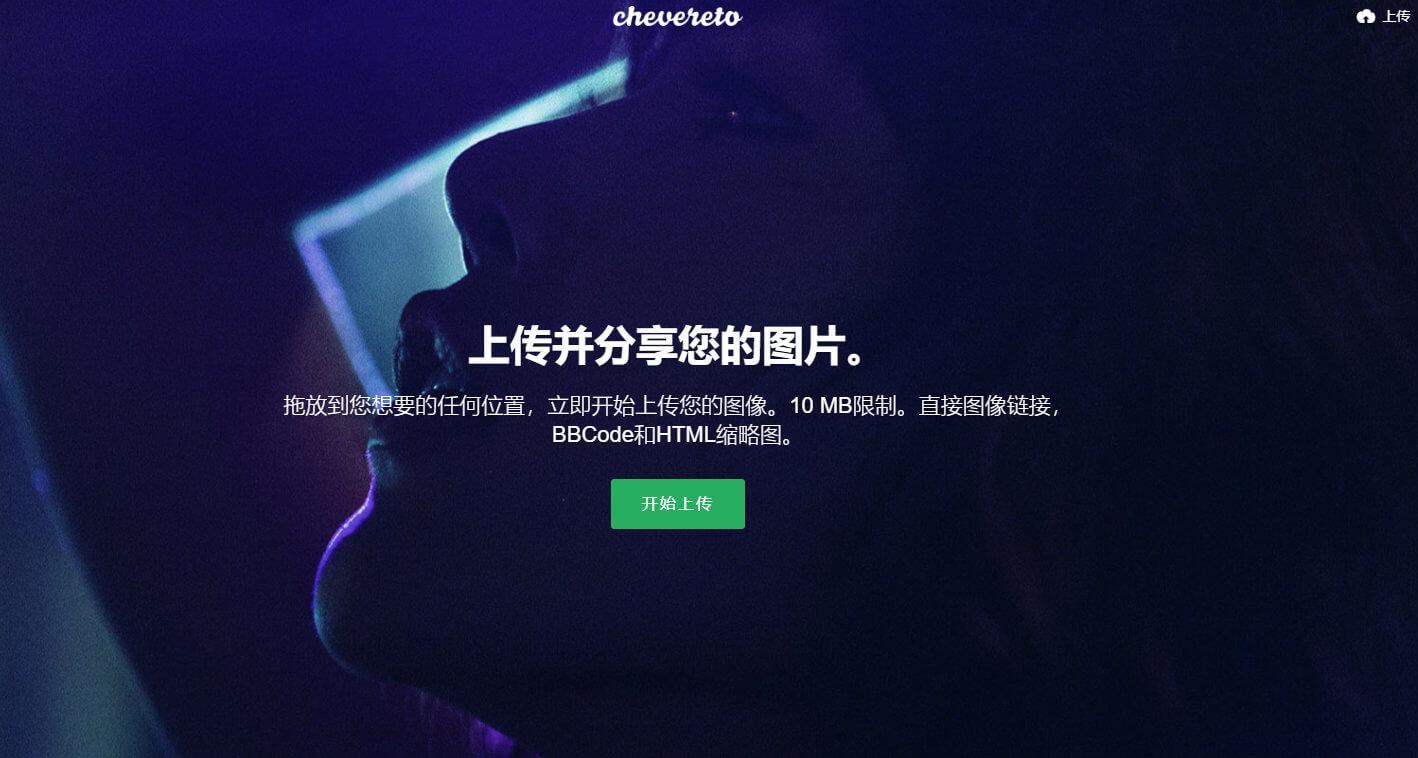 chevereto
上传
上传并分享您的图片。
拖放到您想要的任何位置，立即开始上传您的图像。10 MB限制。直接图像链接，
BBCode和HTML缩略图。
开始上传